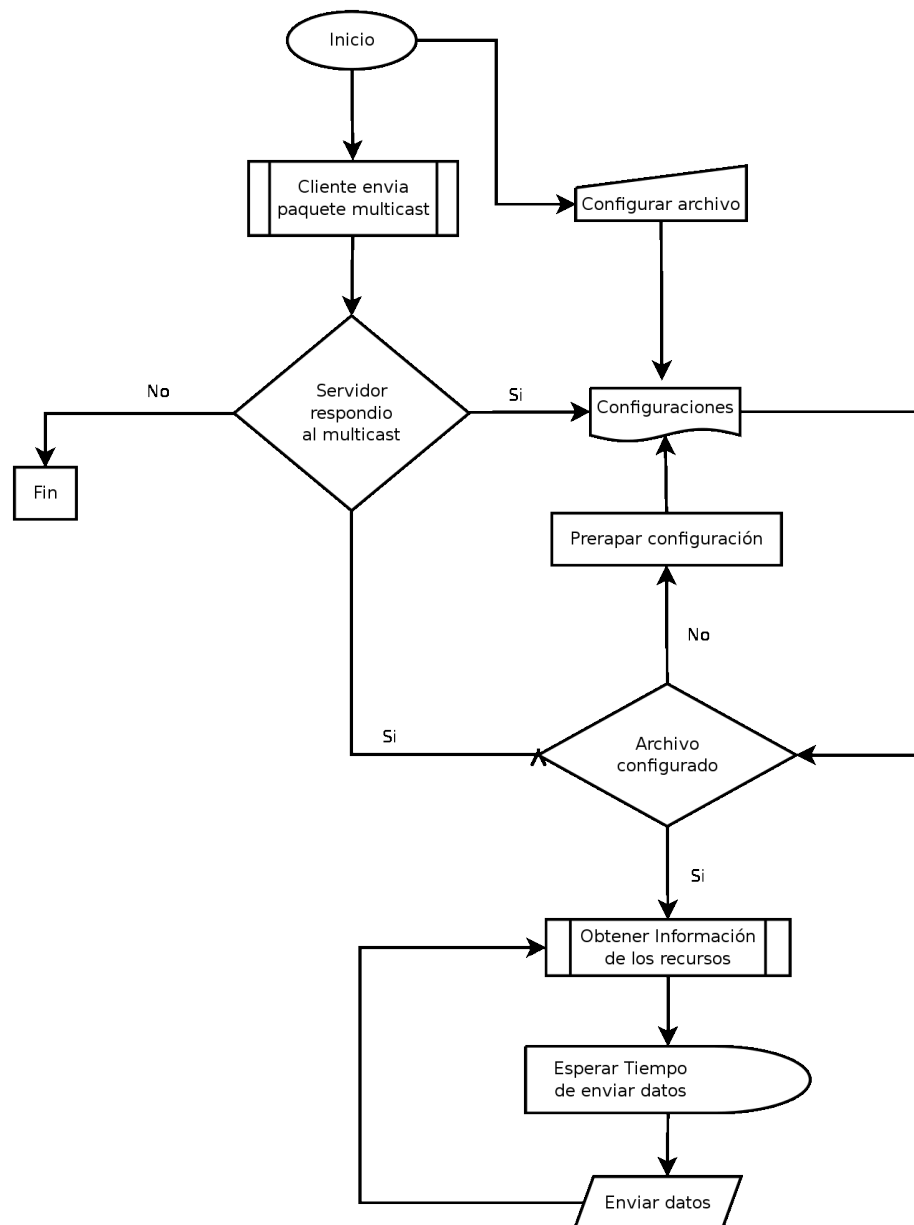 Inicio
Cliente envia
paquete multicast
Configurar archivo
Servidor
respondio
al multicast
No
Si
Configuraciones
Fin
Prerapar configuración
No
Si
Archivo
configurado
Si
Obtener Información
de los recursos
Esperar Tiempo
de enviar datos
Enviar datos